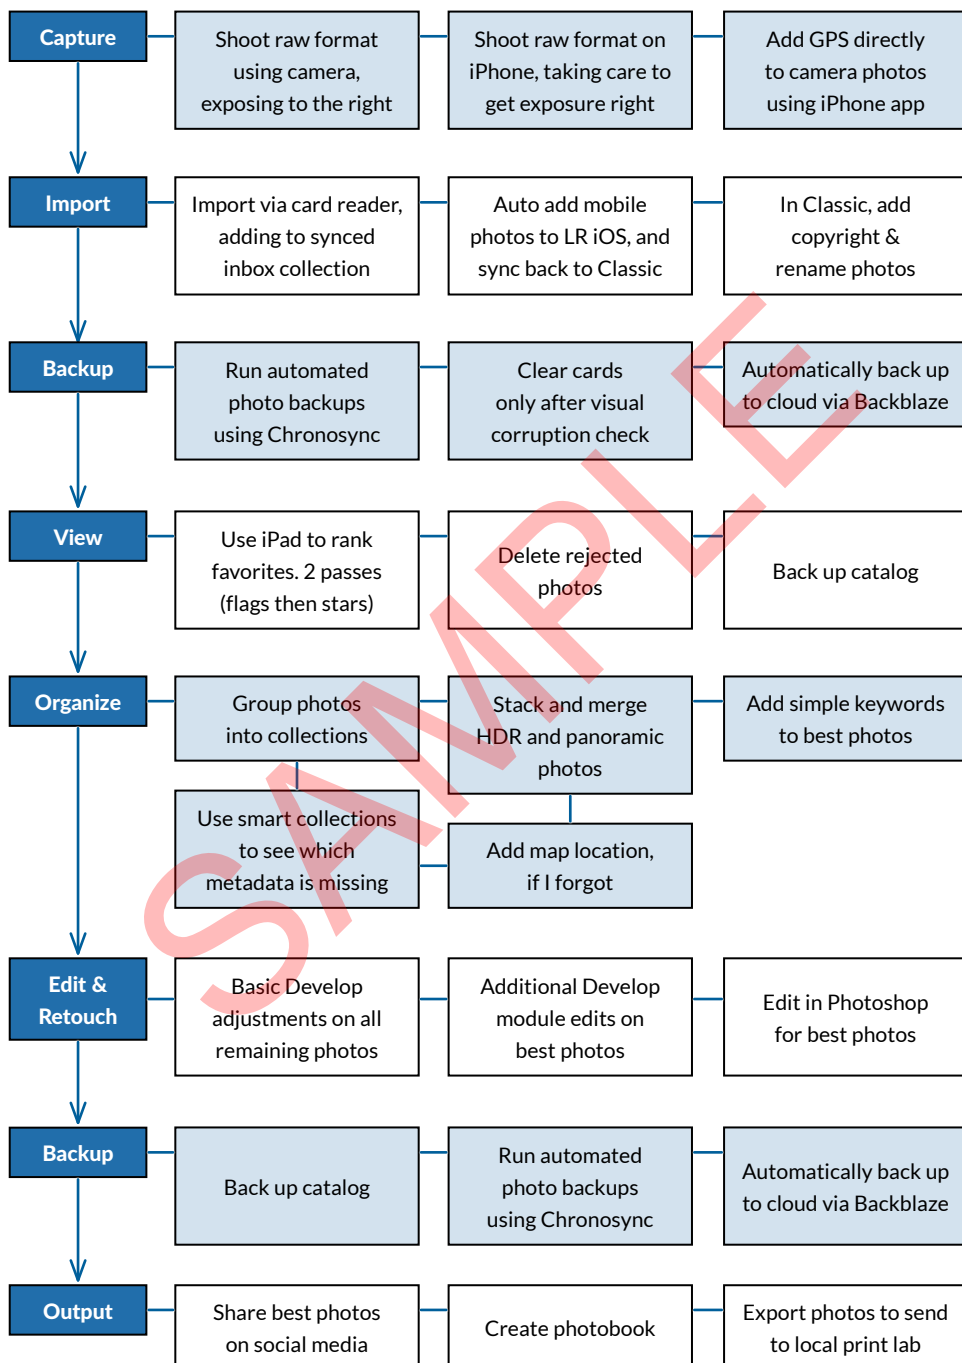 Capture
Shoot raw format
using camera,
exposing to the right
Shoot raw format on
iPhone, taking care to
get exposure right
Add GPS directly
to camera photos
using iPhone app
Import
Import via card reader,
adding to synced
inbox collection
Auto add mobile
photos to LR iOS, and
sync back to Classic
In Classic, add
copyright &
rename photos
Backup
Run automated
photo backups
using Chronosync
Clear cards
only after visual
corruption check
Automatically back up
to cloud via Backblaze
View
Use iPad to rank
favorites. 2 passes
(flags then stars)
Delete rejected
photos
Back up catalog
Organize
Group photos
into collections
Stack and merge
HDR and panoramic
photos
Add simple keywords
to best photos
Use smart collections
to see which
metadata is missing
Add map location,
if I forgot
Edit &
Retouch
Basic Develop
adjustments on all
remaining photos
Additional Develop
module edits on
best photos
Edit in Photoshop
for best photos
Backup
Back up catalog
Run automated
photo backups
using Chronosync
Automatically back up
to cloud via Backblaze
Output
Share best photos
on social media
Create photobook
Export photos to send
to local print lab
SAMPLE